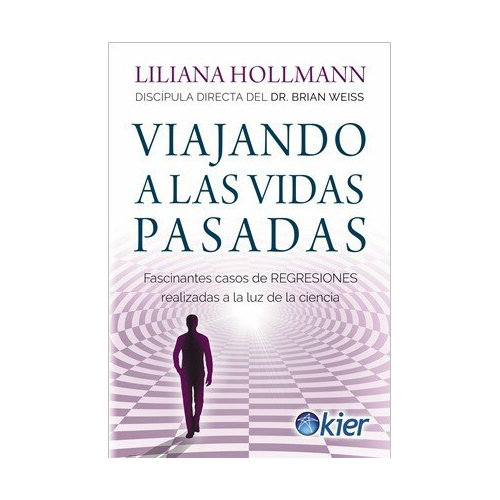 LILIANA HOLLMANN
DISCÍPULA DIRECTA DEL DR. BRIAN WEISS
VIAJANDO
A LAS VIDAS
PASADAS
Fascinantes casos de REGRESIONES
realizadas a la luz de la ciencia
kier